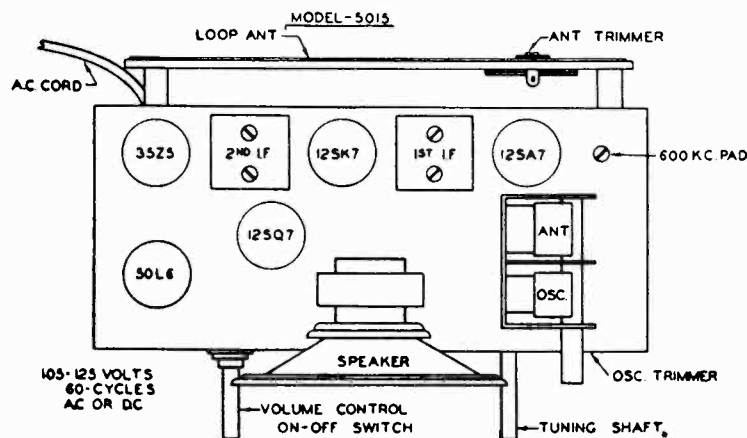 MODEL-5015
LOOP ANT
ANT TRIMMER
A.C. CORD
35Z5
2ND I.F
12SK7
1ST I.F
12SA7
600 KC. PAD
12SQ7
ANT
50L6
OSC.
SPEAKER
105-125 VOLTS
60-CYCLES
AC OR DC
OSC. TRIMMER
VOLUME CONTROL
ON-OFF SWITCH
TUNING SHAFT.